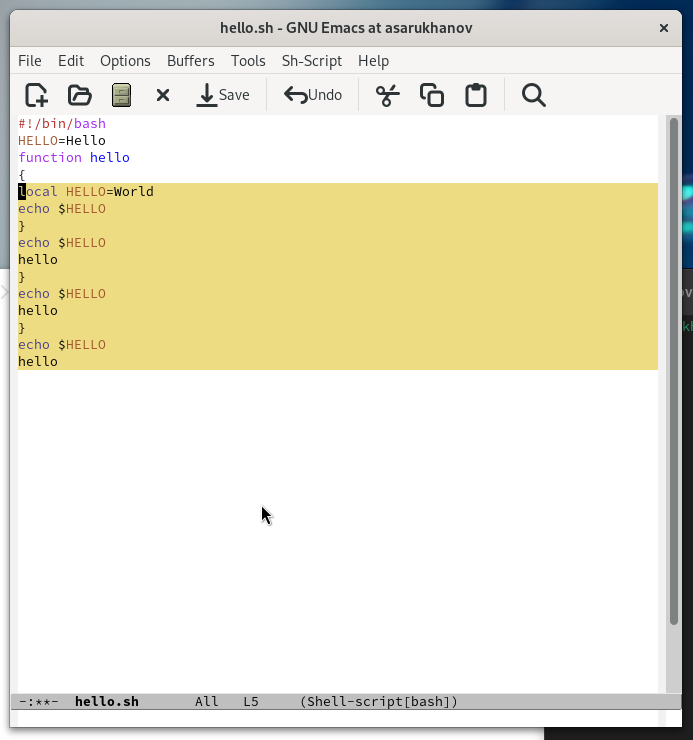 hello.sh - GNU Emacs at asarukhanov
File Edit Options Buffers Tools Sh-Script Help
Save Undo
#!/bin/bash
HELLO=Hello
function hello
{
local HELLO=World
echo $HELLO
}
echo $HELLO
hello
}
echo $HELLO
hello
}
echo $HELLO
hello
-:**- hello.sh All L5 (Shell-script[bash])